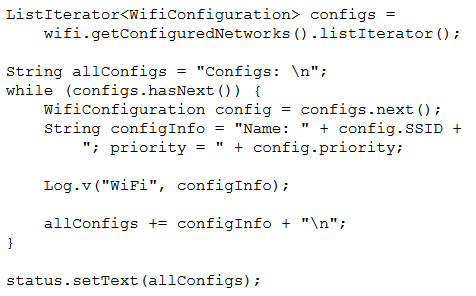 ListIterator<WifiConfiguration> configs =
    wifi.getConfiguredNetworks().listIterator();

String allConfigs = "Configs: \n";
while (configs.hasNext()) {
    WifiConfiguration config = configs.next();
    String configInfo = "Name: " + config.SSID +
        "; priority = " + config.priority;

    Log.v("WiFi", configInfo);

    allConfigs += configInfo + "\n";
}

status.setText(allConfigs);